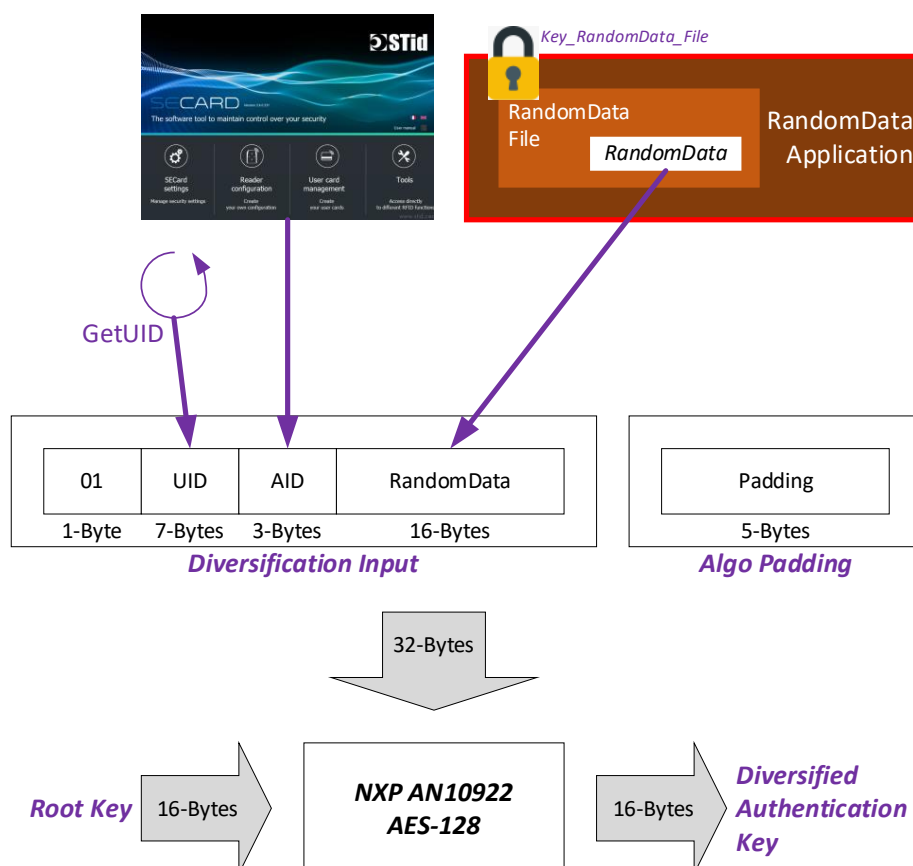 STid
Key_RandomData_File
SECARD
The software tool to maintain control over your security
User manual
RandomData
File
RandomData
RandomData
Application
SECard
settings
Reader
configuration
User card
management
Tools
Manage security settings
Create
your own configuration
Create
your user cards
Access directly
to different RFID functions
GetUID
01
UID
AID
RandomData
Padding
1-Byte
7-Bytes
3-Bytes
16-Bytes
5-Bytes
Diversification Input
Algo Padding
32-Bytes
Root Key
16-Bytes
NXP AN10922
AES-128
16-Bytes
Diversified
Authentication
Key